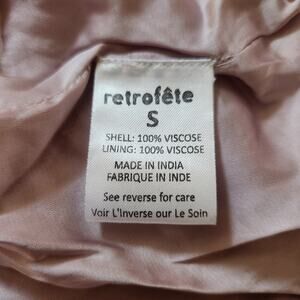 retrofête
S
SHELL: 100% VISCOSE
LINING: 100% VISCOSE
MADE IN INDIA
FABRIQUE IN INDE
See reverse for care
Voir L'inverse our Le Soin